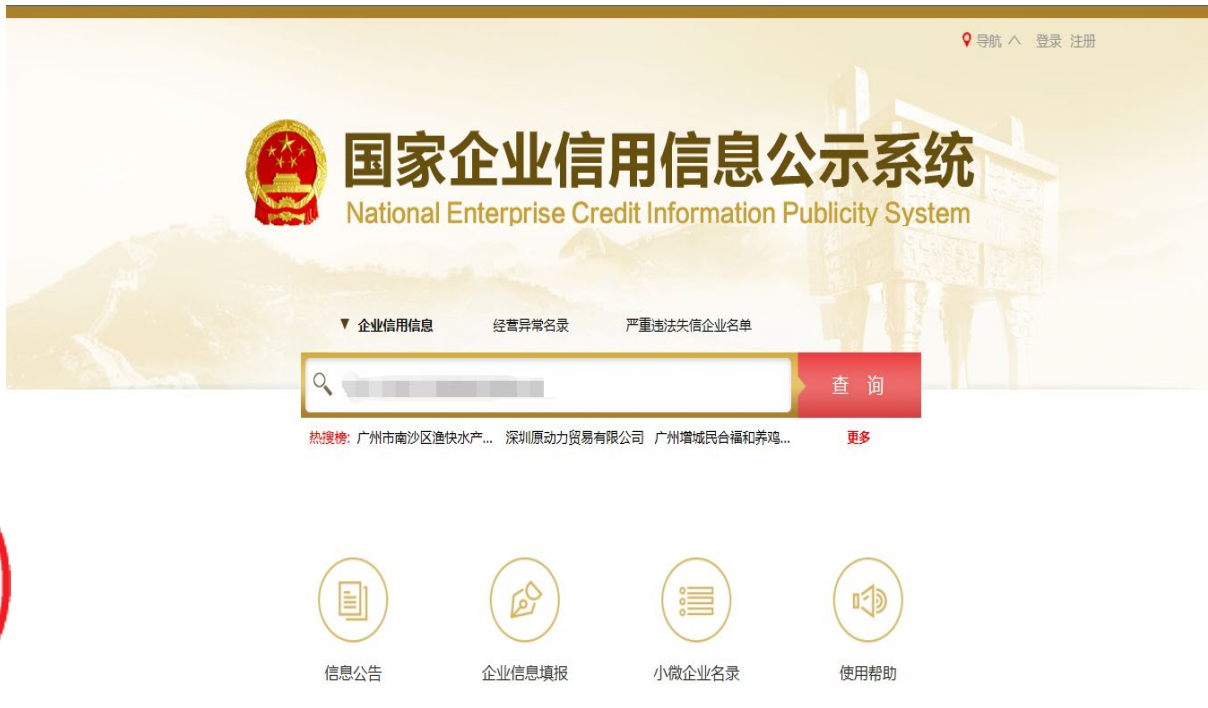 导航 登录 注册
国家企业信用信息公示系统
National Enterprise Credit Information Publicity System
企业信用信息 经营异常名录 严重违法失信企业名单
查 询
热搜榜: 广州市南沙区渔快水产... 深圳原动力贸易有限公司 广州增城民合福和养鸡... 更多
信息公告 企业信息填报 小微企业名录 使用帮助